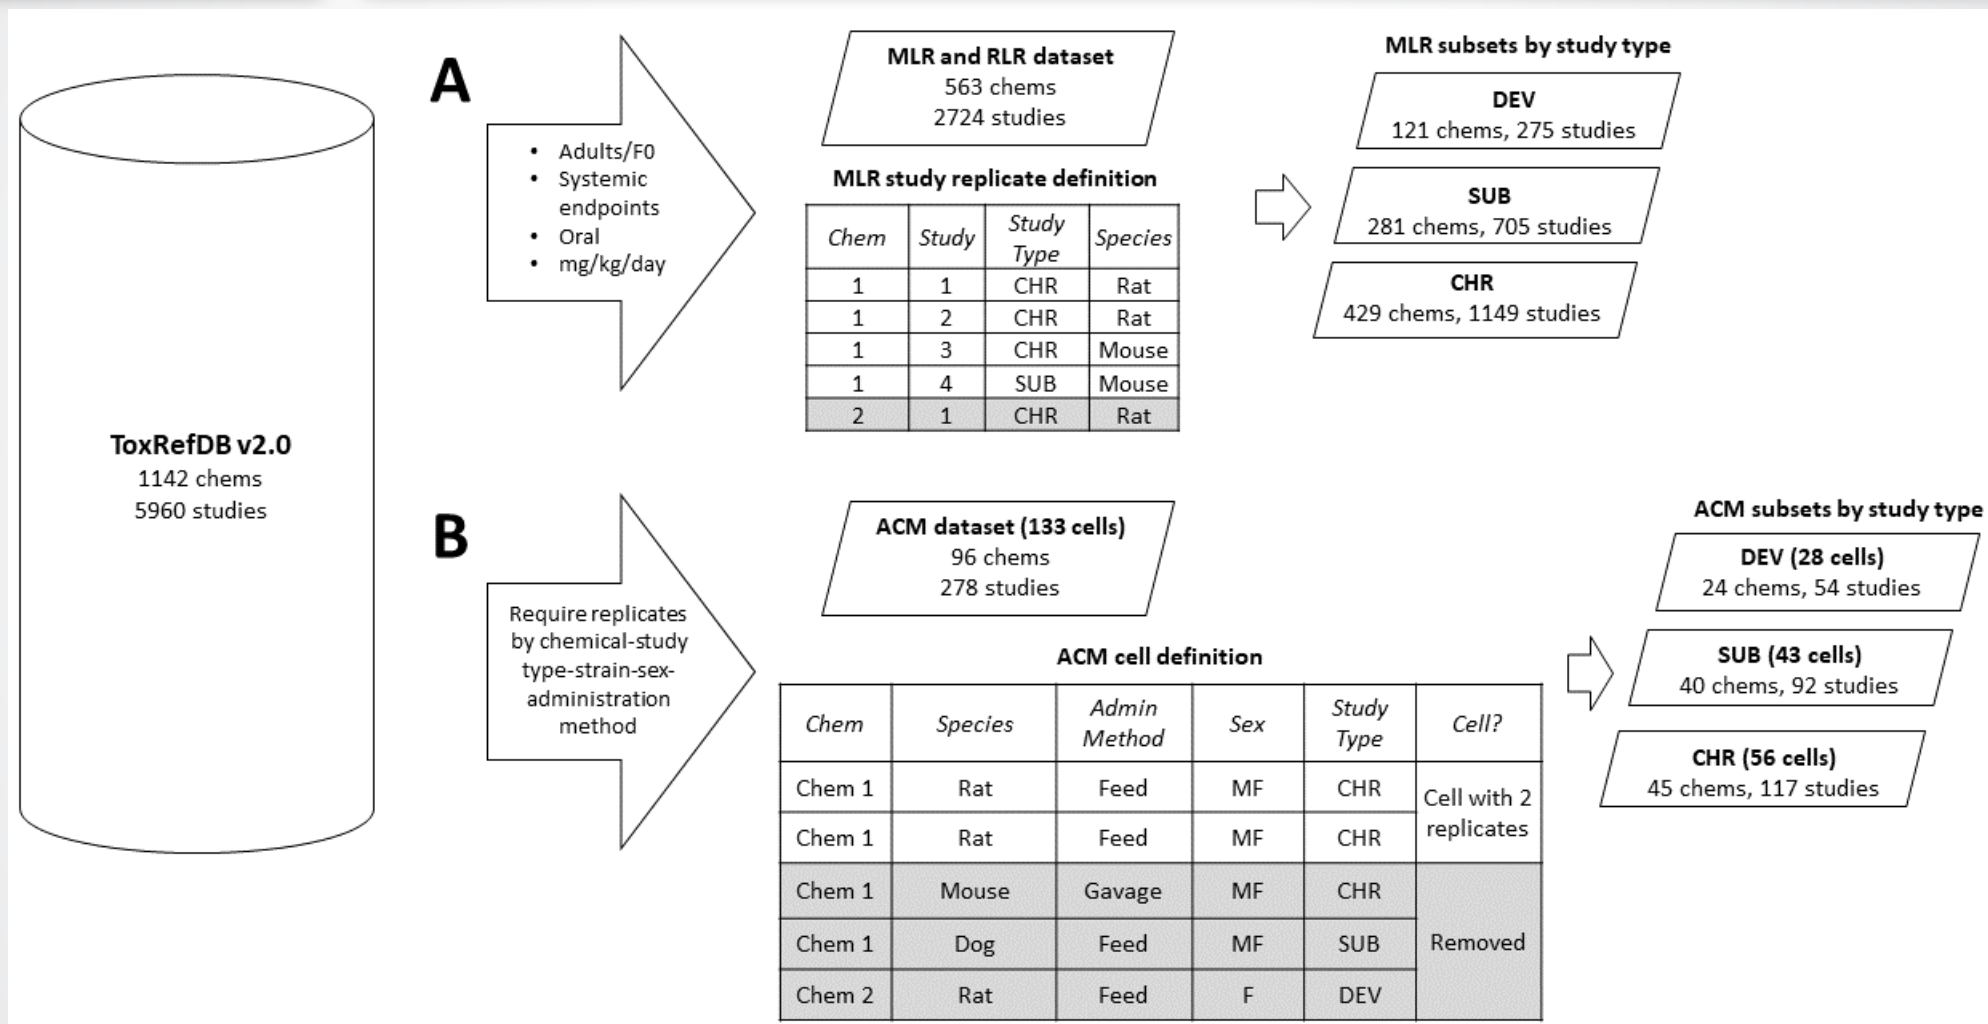 ToxRefDB v2.0
1142 chems
5960 studies
A
• Adults/F0
• Systemic
endpoints
• Oral
• mg/kg/day
MLR and RLR dataset
563 chems
2724 studies
MLR study replicate definition
Chem Study Study Type Species
1 1 CHR Rat
1 2 CHR Rat
1 3 CHR Mouse
1 4 SUB Mouse
2 1 CHR Rat
MLR subsets by study type
DEV
121 chems, 275 studies
SUB
281 chems, 705 studies
CHR
429 chems, 1149 studies
B
Require replicates
by chemical-study
type-strain-sex-
administration
method
ACM dataset (133 cells)
96 chems
278 studies
ACM cell definition
Chem Species Admin Method Sex Study Type Cell?
Chem 1 Rat Feed MF CHR
Chem 1 Rat Feed MF CHR
Cell with 2
replicates
Chem 1 Mouse Gavage MF CHR
Chem 1 Dog Feed MF SUB Removed
Chem 2 Rat Feed F DEV
ACM subsets by study type
DEV (28 cells)
24 chems, 54 studies
SUB (43 cells)
40 chems, 92 studies
CHR (56 cells)
45 chems, 117 studies